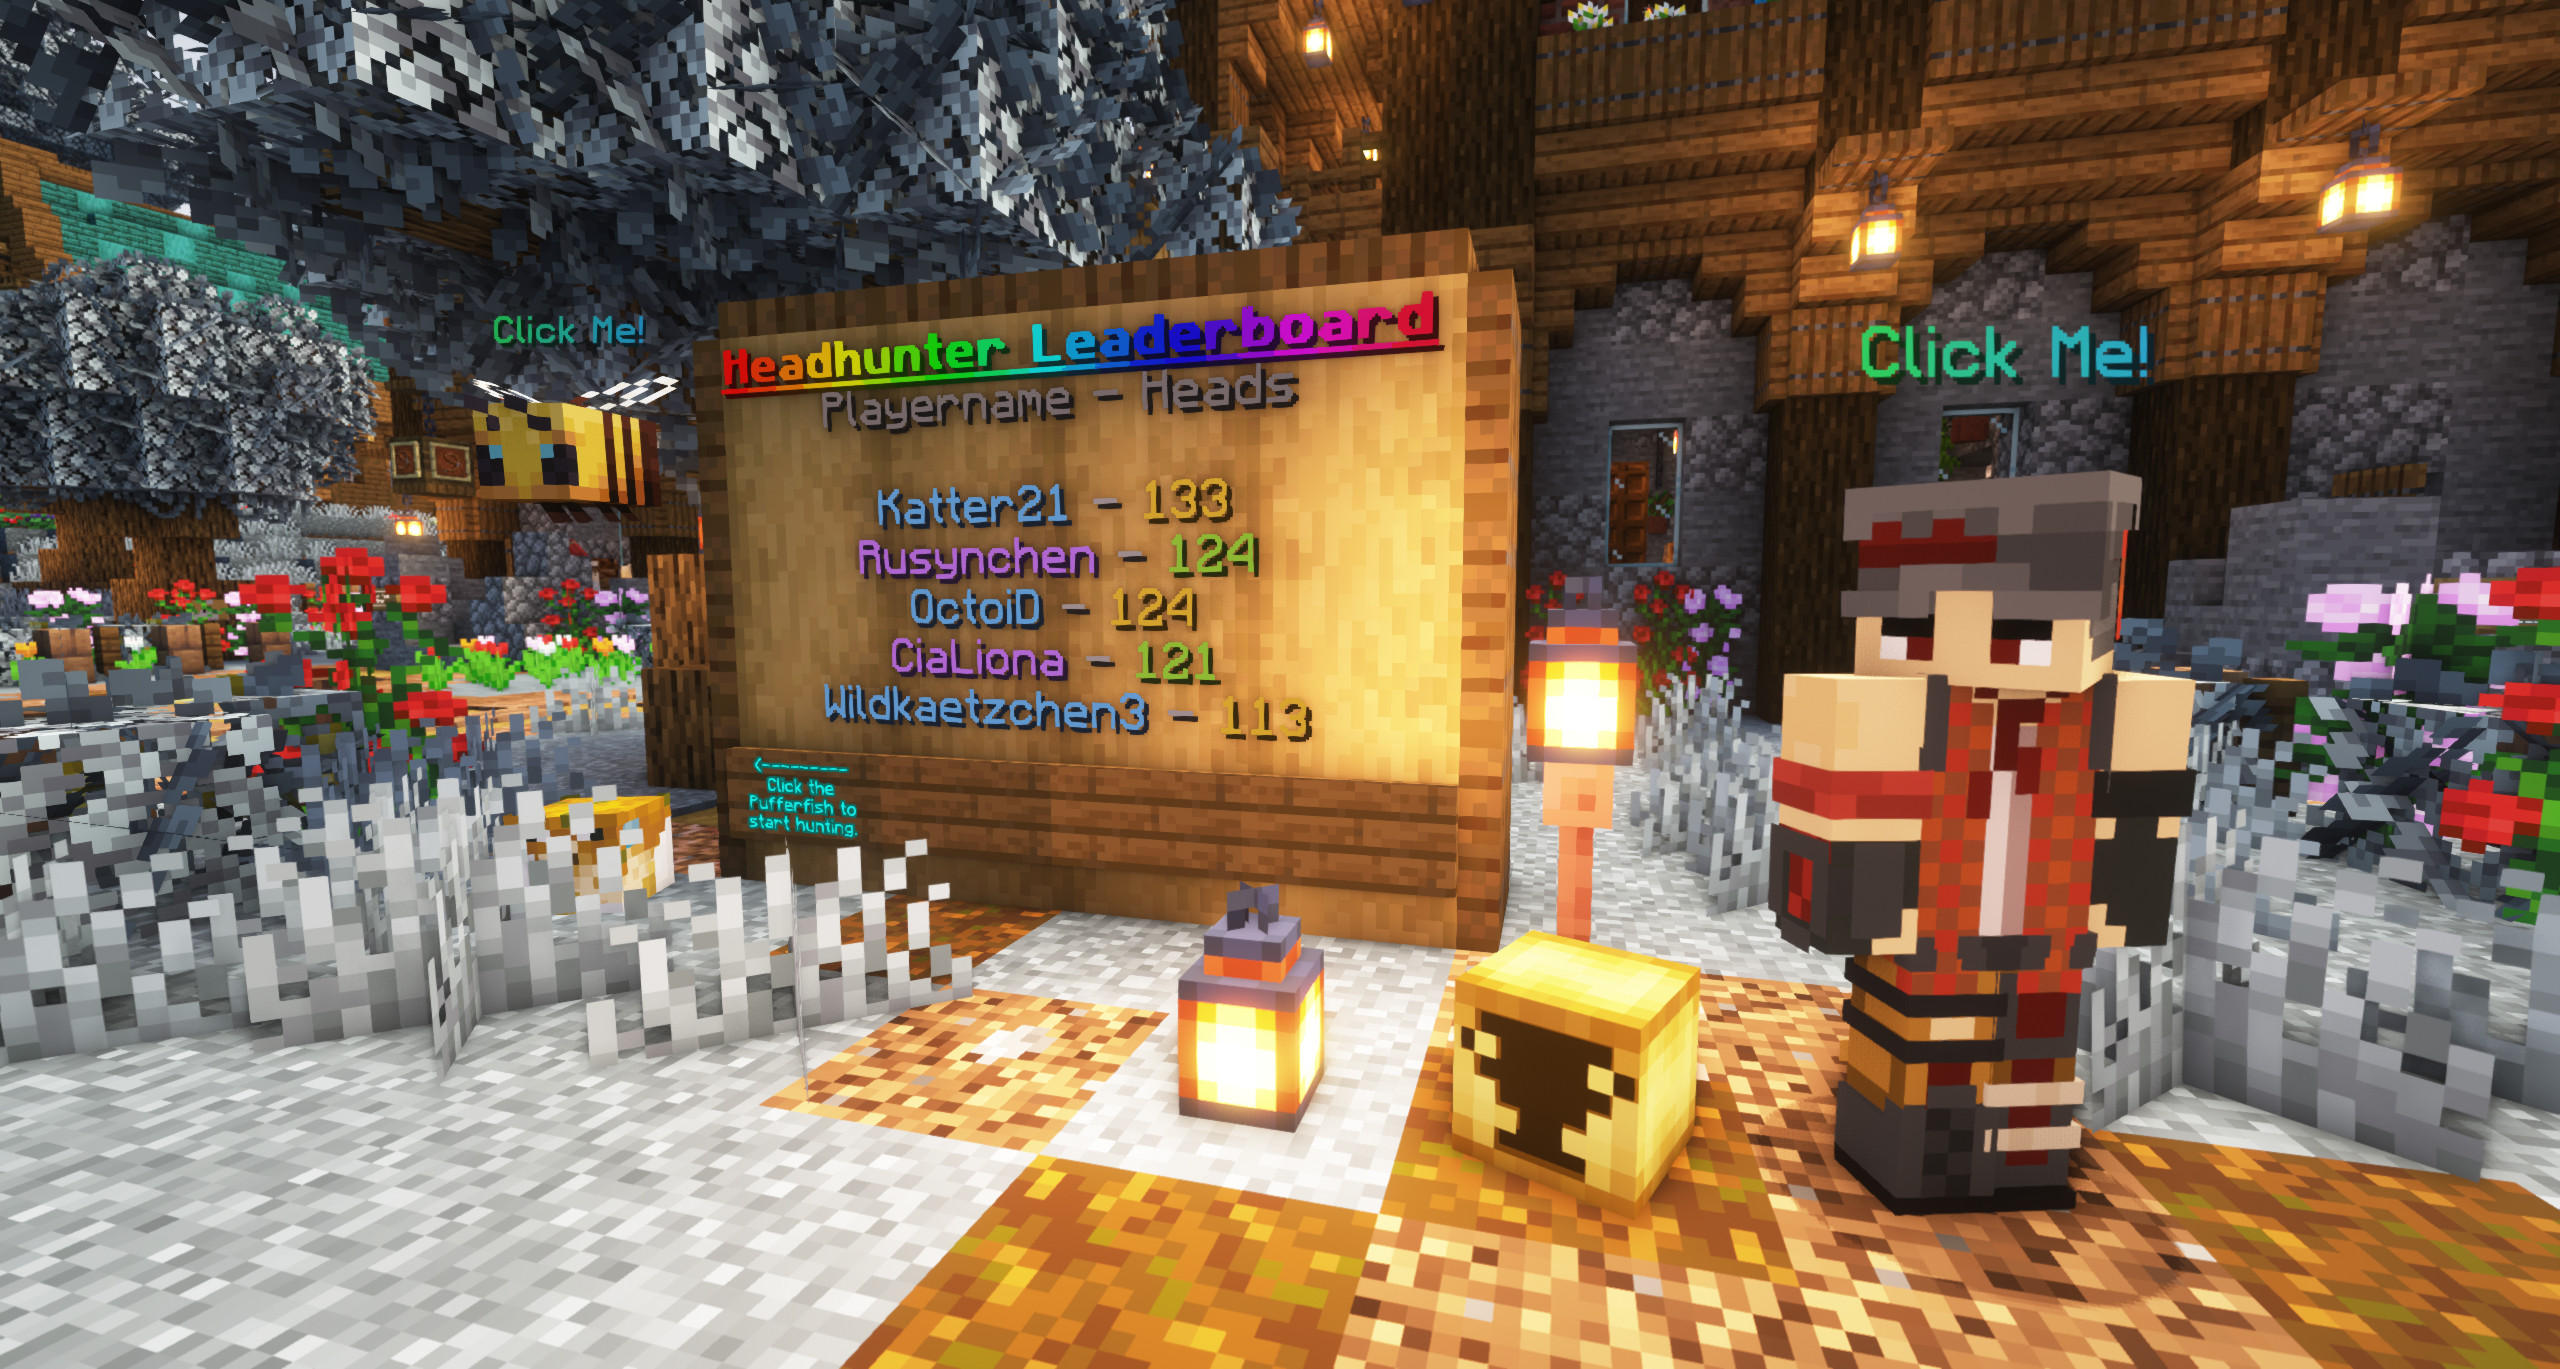 Click Me!
Headhunter Leaderboard
Playername - Heads
Katter21 - 133
Rusynchen - 124
OctoiD - 124
CiaLiona - 121
Wildkaetzchen3 - 113
<---------
Click the
Pufferfish to
start hunting.
Click Me!